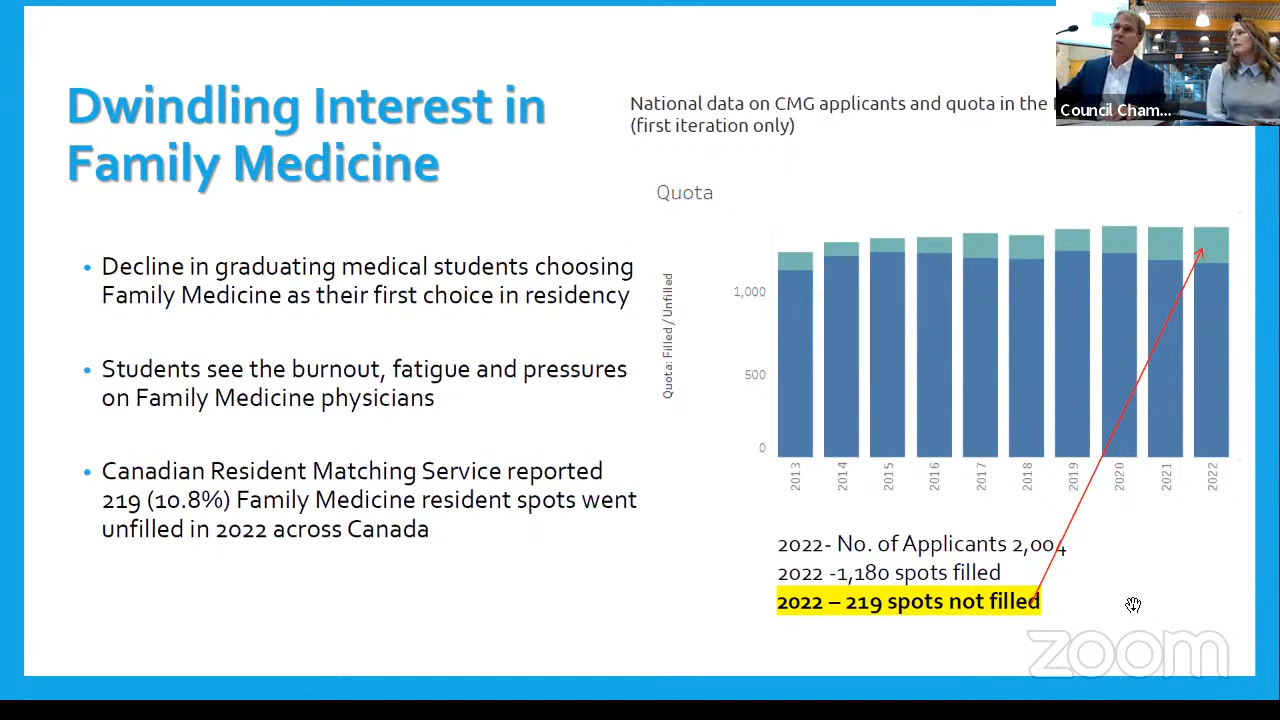 Dwindling Interest in
Family Medicine
• Decline in graduating medical students choosing
Family Medicine as their first choice in residency
• Students see the burnout, fatigue and pressures
on Family Medicine physicians
• Canadian Resident Matching Service reported
219 (10.8%) Family Medicine resident spots went
unfilled in 2022 across Canada
National data on CMG applicants and quota in the
(first iteration only)
Council Cham...
Quota
Quota: Filled / Unfilled
1,000
500
0
2013
2014
2015
2016
2017
2018
2019
2020
2021
2022
2022- No. of Applicants 2,004
2022 -1,180 spots filled
2022 – 219 spots not filled
zoom